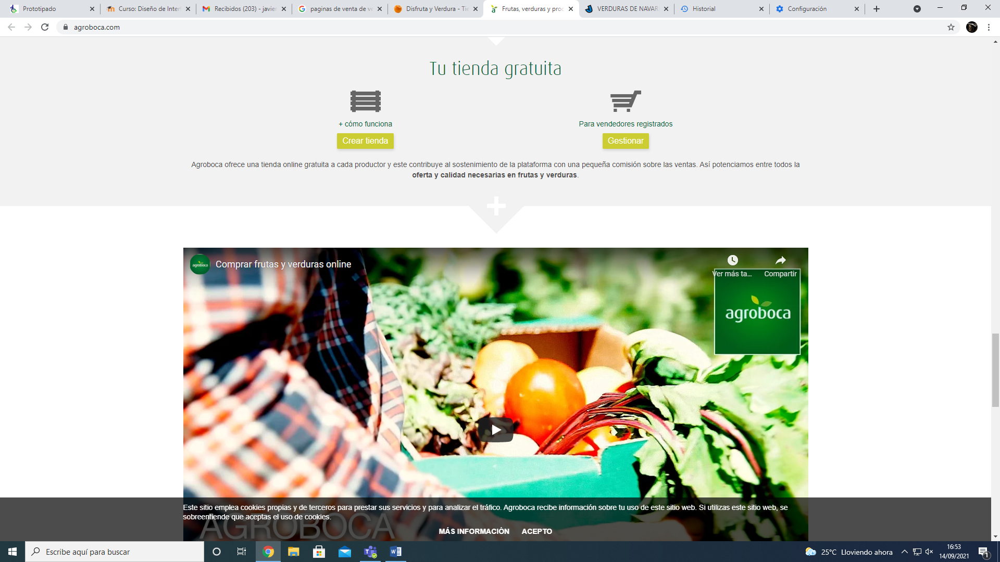 Prototipado
Curso: Diseño de Inter
Recibidos (203) - javier
paginas de venta de ve
Disfruta y Verdura - Tie
Frutas, verduras y proc
VERDURAS DE NAVAR
Historial
Configuración
agroboca.com
Tu tienda gratuita
+ cómo funciona
Para vendedores registrados
Crear tienda
Gestionar
Agroboca ofrece una tienda online gratuita a cada productor y este contribuye al sostenimiento de la plataforma con una pequeña comisión sobre las ventas. Así potenciamos entre todos la
oferta y calidad necesarias en frutas y verduras.
agroboca
Comprar frutas y verduras online
Ver más ta...
Compartir
agroboca
Este sitio emplea cookies propias y de terceros para prestar sus servicios y para analizar el tráfico. Agroboca recibe información sobre tu uso de este sitio web. Si utilizas este sitio web, se
sobreentiende que aceptas el uso de cookies.
AGROBOCA
MÁS INFORMACIÓN
ACEPTO
Escribe aquí para buscar
25°C Lloviendo ahora
16:53
14/09/2021
1